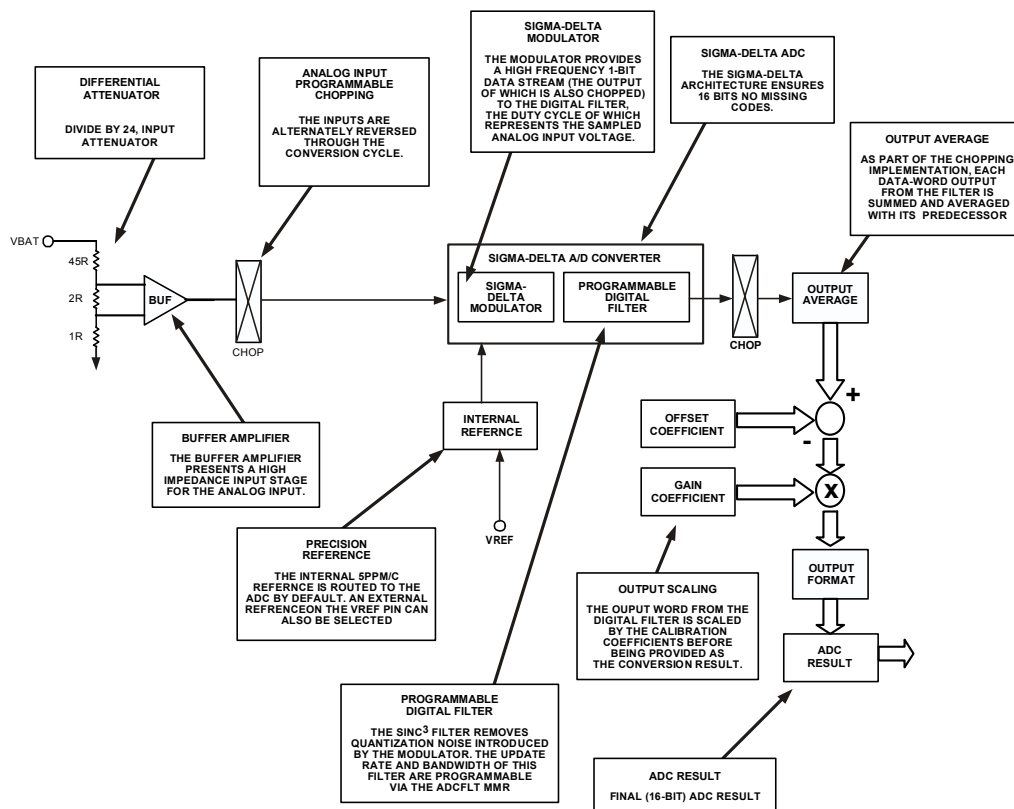 SIGMA-DELTA
MODULATOR
THE MODULATOR PROVIDES
A HIGH FREQUENCY 1-BIT
DATA STREAM (THE OUTPUT
OF WHICH IS ALSO CHOPPED)
TO THE DIGITAL FILTER,
THE DUTY CYCLE OF WHICH
REPRESENTS THE SAMPLED
ANALOG INPUT VOLTAGE.
SIGMA-DELTA ADC
THE SIGMA-DELTA
ARCHITECTURE ENSURES
16 BITS NO MISSING
CODES.
DIFFERENTIAL
ATTENUATOR
DIVIDE BY 24, INPUT
ATTENUATOR
ANALOG INPUT
PROGRAMMABLE
CHOPPING
THE INPUTS ARE
ALTERNATELY REVERSED
THROUGH THE
CONVERSION CYCLE.
OUTPUT AVERAGE
AS PART OF THE CHOPPING
IMPLEMENTATION, EACH
DATA-WORD OUTPUT
FROM THE FILTER IS
SUMMED AND AVERAGED
WITH ITS PREDECESSOR
VBAT
45R
2R
1R
BUF
CHOP
SIGMA-DELTA A/D CONVERTER
SIGMA-
DELTA
MODULATOR
PROGRAMMABLE
DIGITAL
FILTER
CHOP
OUTPUT
AVERAGE
+
-
OFFSET
COEFFICIENT
INTERNAL
REFERNCE
X
GAIN
COEFFICIENT
VREF
BUFFER AMPLIFIER
THE BUFFER AMPLIFIER
PRESENTS A HIGH
IMPEDANCE INPUT STAGE
FOR THE ANALOG INPUT.
PRECISION
REFERENCE
THE INTERNAL 5PPM/C
REFERNCE IS ROUTED TO THE
ADC BY DEFAULT. AN EXTERNAL
REFRENCEON THE VREF PIN CAN
ALSO BE SELECTED
OUTPUT SCALING
THE OUPUT WORD FROM THE
DIGITAL FILTER IS SCALED
BY THE CALIBRATION
COEFFICIENTS BEFORE
BEING PROVIDED AS
THE CONVERSION RESULT.
OUTPUT
FORMAT
ADC
RESULT
PROGRAMMABLE
DIGITAL FILTER
THE SINC³ FILTER REMOVES
QUANTIZATION NOISE INTRODUCED
BY THE MODULATOR. THE UPDATE
RATE AND BANDWIDTH OF THIS
FILTER ARE PROGRAMMABLE
VIA THE ADCFLT MMR
ADC RESULT
FINAL (16-BIT) ADC RESULT